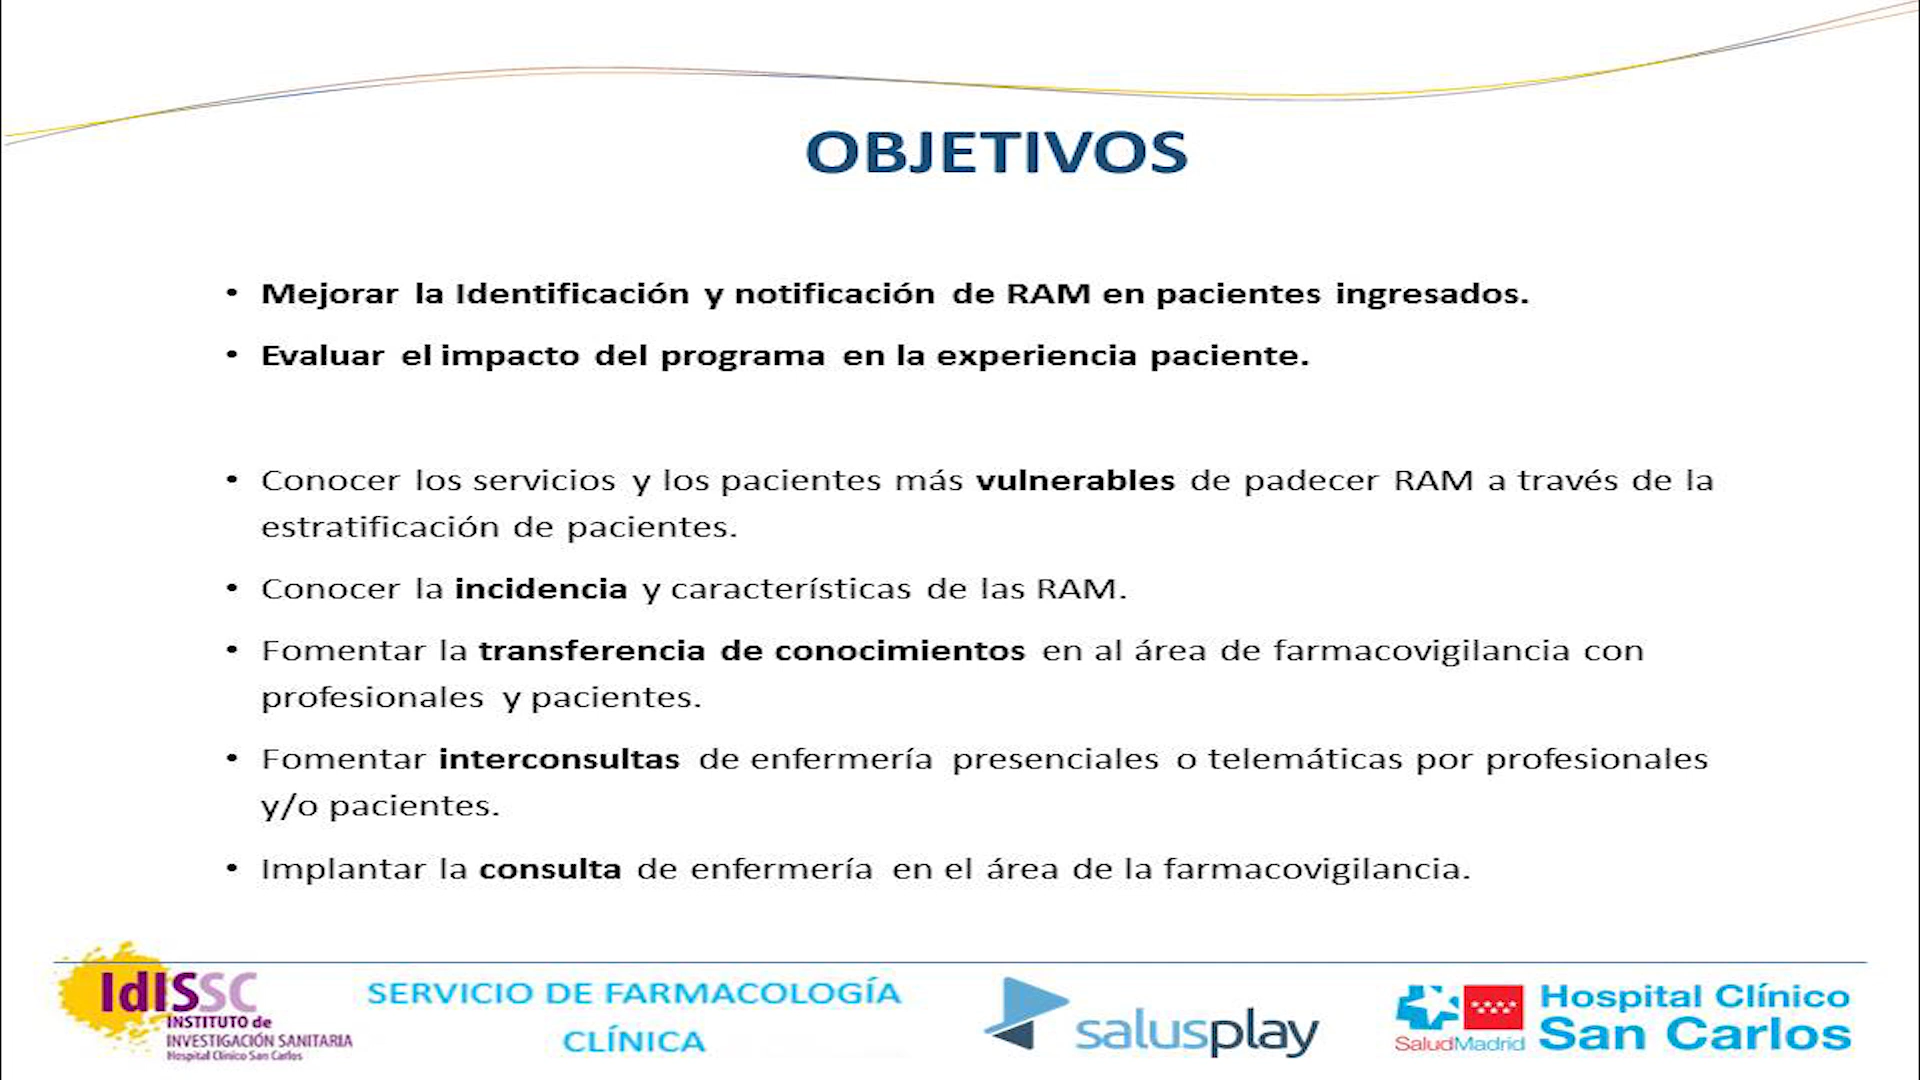 OBJETIVOS
• Mejorar la Identificación y notificación de RAM en pacientes ingresados.
• Evaluar el impacto del programa en la experiencia paciente.
• Conocer los servicios y los pacientes más vulnerables de padecer RAM a través de la
estratificación de pacientes.
• Conocer la incidencia y características de las RAM.
• Fomentar la transferencia de conocimientos en al área de farmacovigilancia con
profesionales y pacientes.
• Fomentar interconsultas de enfermería presenciales o telemáticas por profesionales
y/o pacientes.
• Implantar la consulta de enfermería en el área de la farmacovigilancia.
IdISSC
INSTITUTO de
INVESTIGACIÓN SANITARIA
Hospital Clínico San Carlos
SERVICIO DE FARMACOLOGÍA
CLÍNICA
salusplay
SaludMadrid
Hospital Clínico
San Carlos